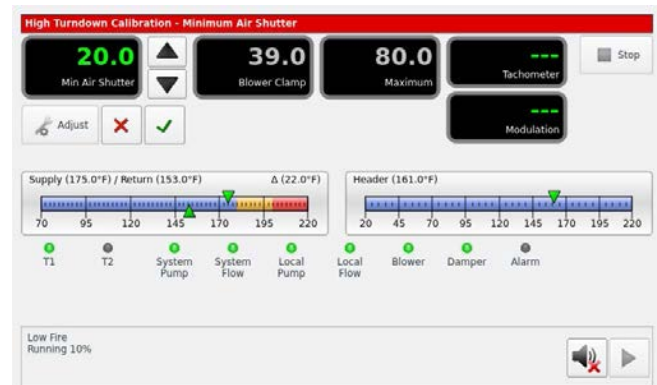 High Turndown Calibration - Minimum Air Shutter
20.0
Min Air Shutter
39.0
Blower Clamp
80.0
Maximum
---
Tachometer
Stop
---
Modulation
Adjust
Supply (175.0°F) / Return (153.0°F) Δ (22.0°F)
70 95 120 145 170 195 220
Header (161.0°F)
20 45 70 95 120 145 170 195 220
T1
T2
System
Pump
System
Flow
Local
Pump
Local
Flow
Blower
Damper
Alarm
Low Fire
Running 10%